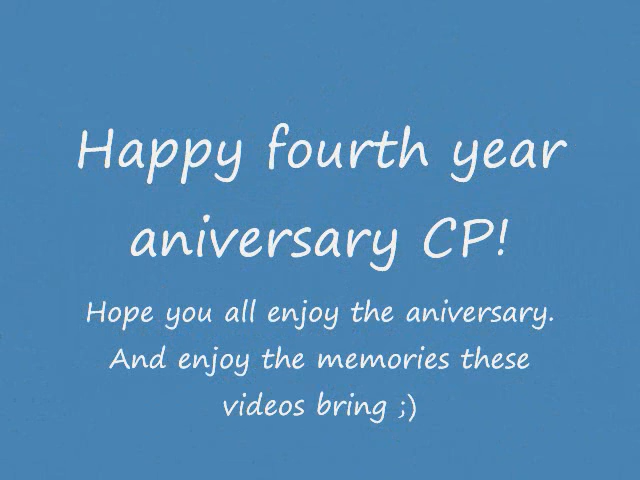 Happy fourth year
aniversary CP!
Hope you all enjoy the aniversary.
And enjoy the memories these
videos bring ;)